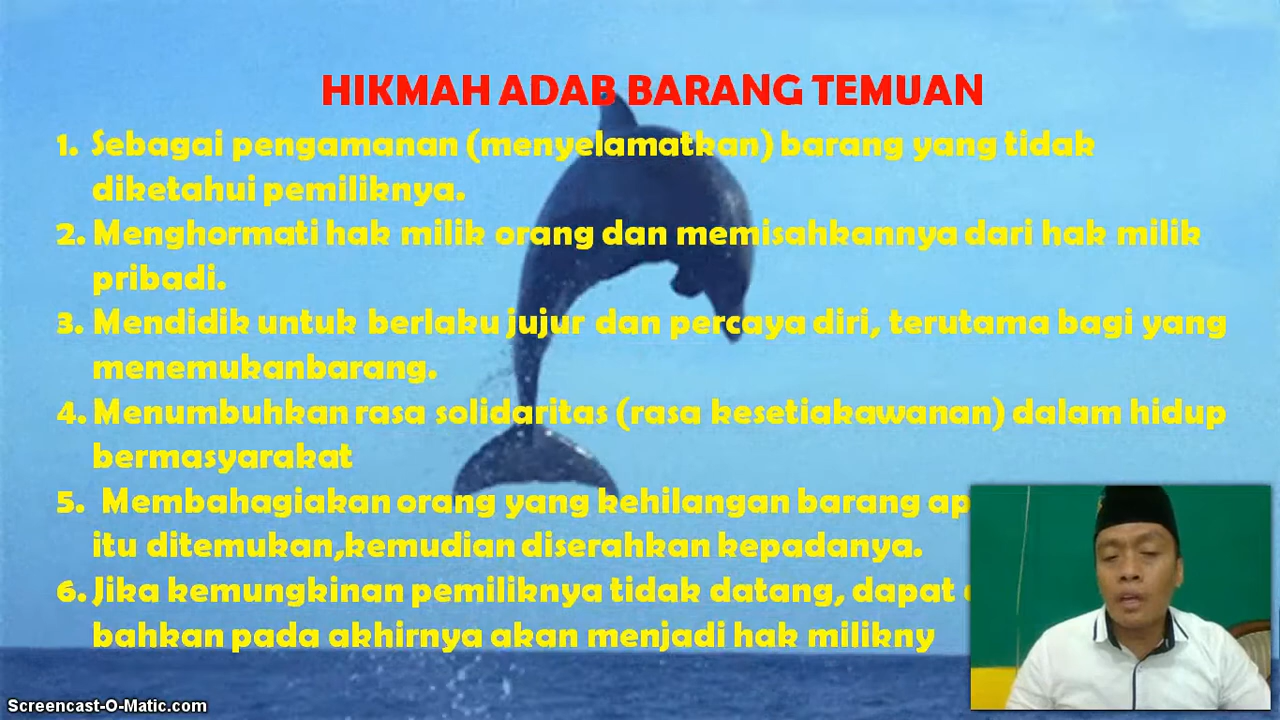 HIKMAH ADAB BARANG TEMUAN
1. Sebagai pengamanan (menyelamatkan) barang yang tidak
diketahui pemiliknya.
2. Menghormati hak milik orang dan memisahkannya dari hak milik
pribadi.
3. Mendidik untuk berlaku jujur dan percaya diri, terutama bagi yang
menemukanbarang.
4. Menumbuhkan rasa solidaritas (rasa kesetiakawanan) dalam hidup
bermasyarakat
5. Membahagiakan orang yang kehilangan barang
itu ditemukan,kemudian diserahkan kepadanya.
6. Jika kemungkinan pemiliknya tidak datang, dapat
bahkan pada akhirnya akan menjadi hak milikny
Screencast-O-Matic.com